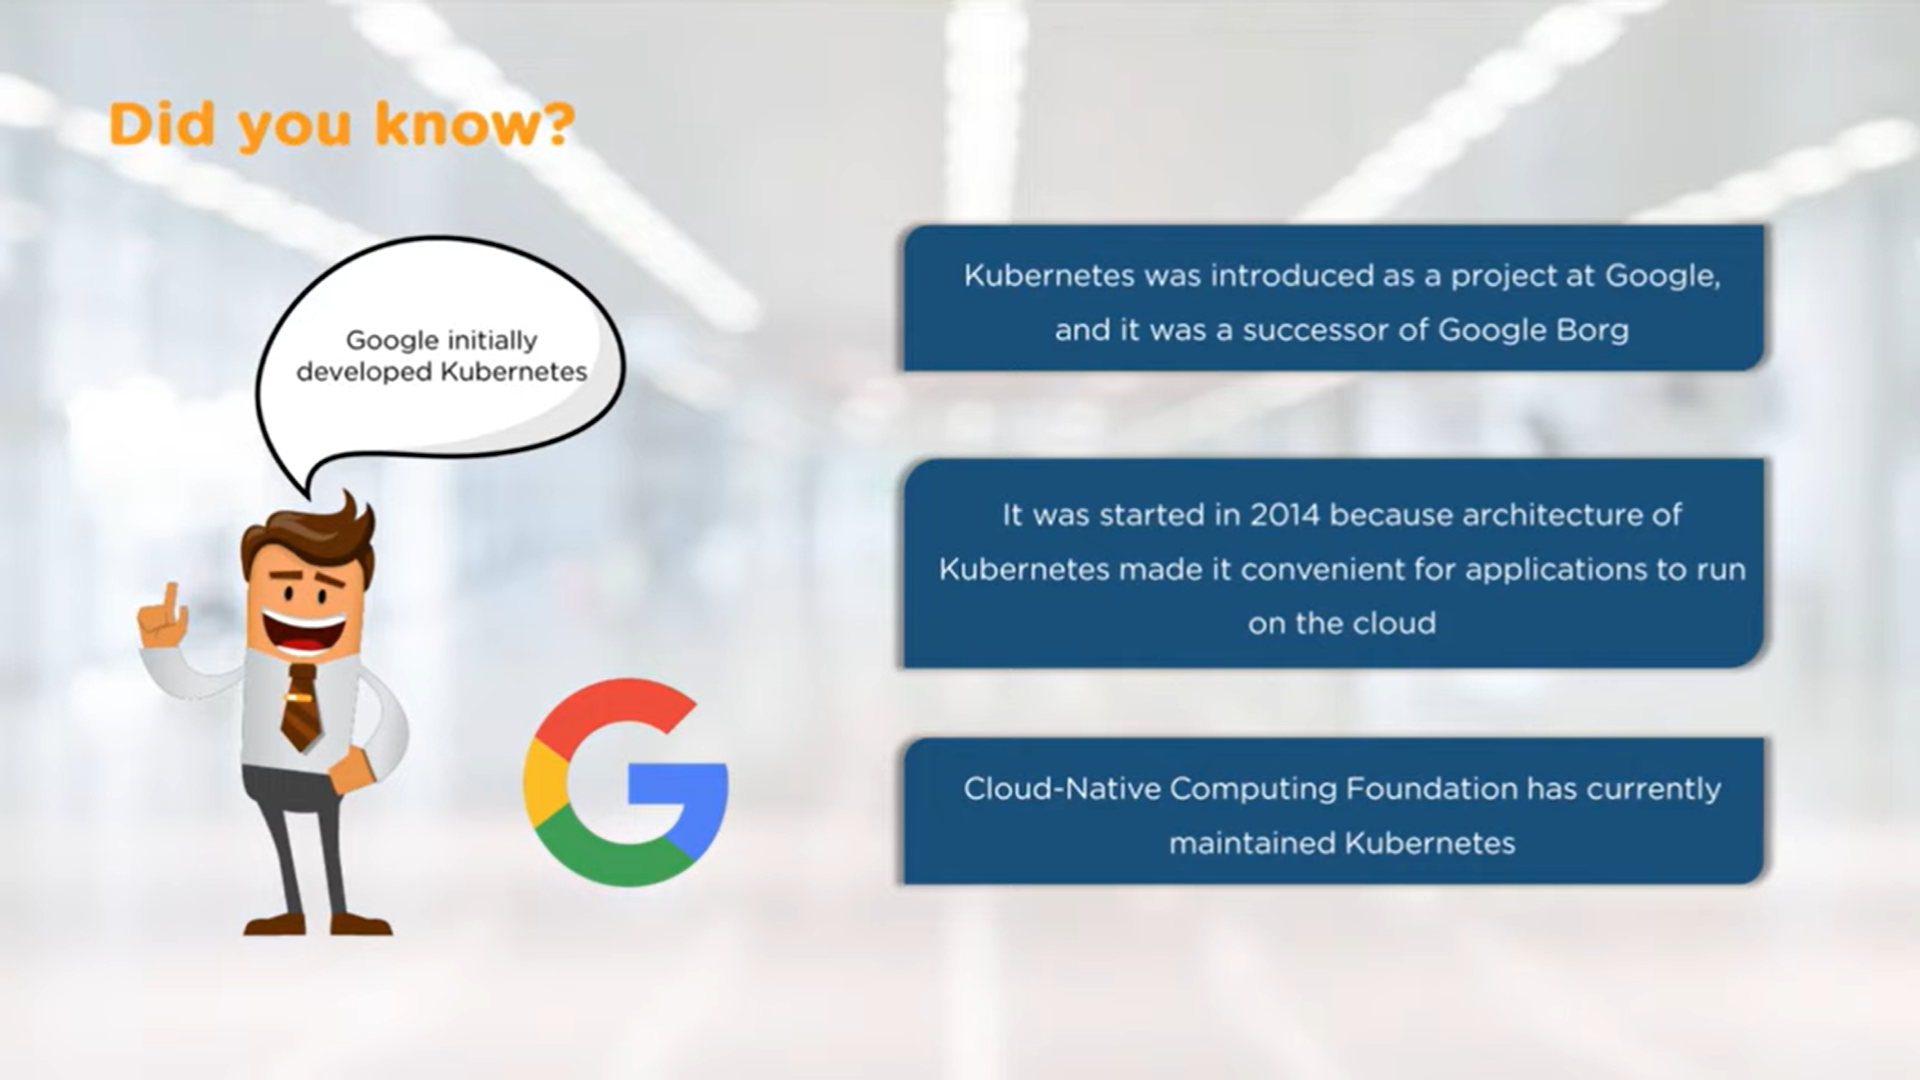 Did you know?
Google initially
developed Kubernetes
Kubernetes was introduced as a project at Google,
and it was a successor of Google Borg
It was started in 2014 because architecture of
Kubernetes made it convenient for applications to run
on the cloud
Cloud-Native Computing Foundation has currently
maintained Kubernetes